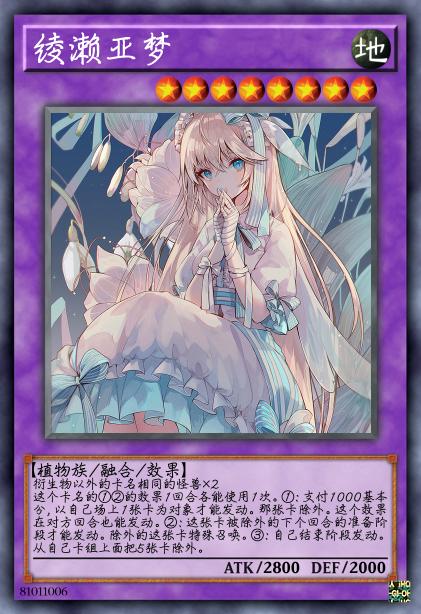 绫濑亚梦
地
【植物族/融合/效果】
衍生物以外的卡名相同的怪兽×2
这个卡名的①②的效果1回合各能使用1次。①:支付1000基本
分,以自己场上1张卡为对象才能发动。那张卡除外。这个效果
在对方回合也能发动。②:这张卡被除外的下个回合的准备阶
段才能发动。除外的这张卡特殊召唤。③:自己结束阶段发动。
从自己卡组上面把5张卡除外。
ATK/2800 DEF/2000
81011006